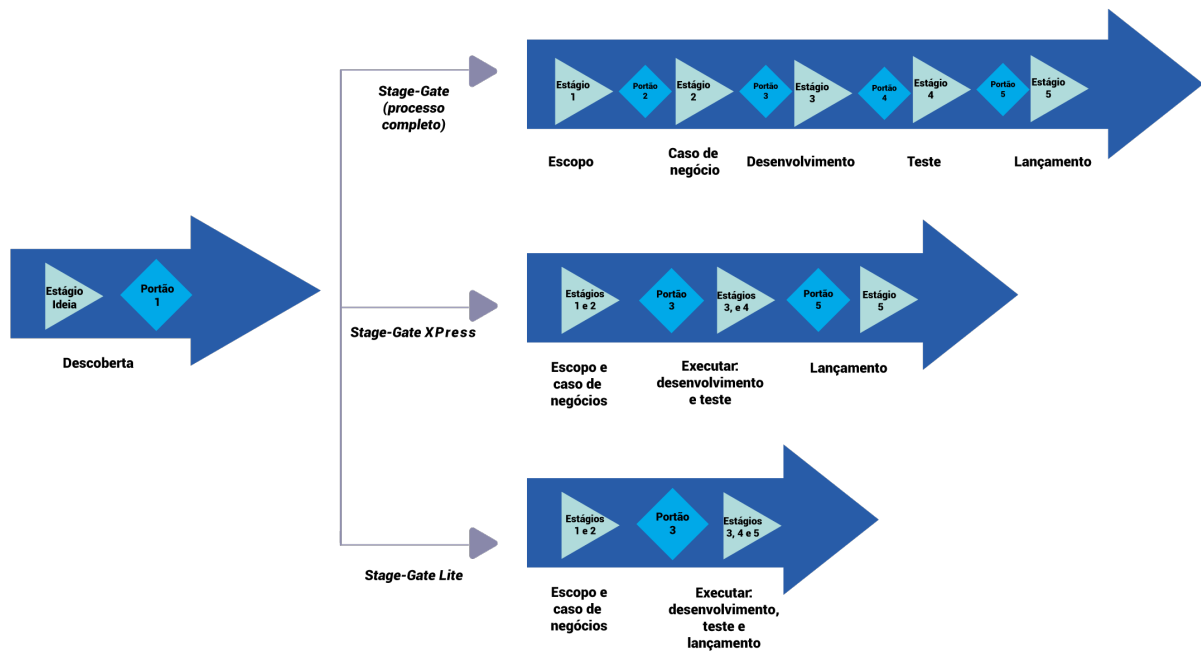 Estágio
Ideia
Portão
1
Descoberta
Stage-Gate
(processo
completo)
Estágio
1
Portão
2
Estágio
2
Portão
3
Estágio
3
Portão
4
Estágio
4
Portão
5
Estágio
5
Escopo
Caso de
negócio
Desenvolvimento
Teste
Lançamento
Stage-Gate XPress
Estágios
1 e 2
Portão
3
Estágios
3, e 4
Portão
5
Estágio
5
Escopo e
caso de
negócios
Executar:
desenvolvimento
e teste
Lançamento
Stage-Gate Lite
Estágios
1 e 2
Portão
3
Estágios
3, 4 e 5
Escopo e
caso de
negócios
Executar:
desenvolvimento,
teste e
lançamento